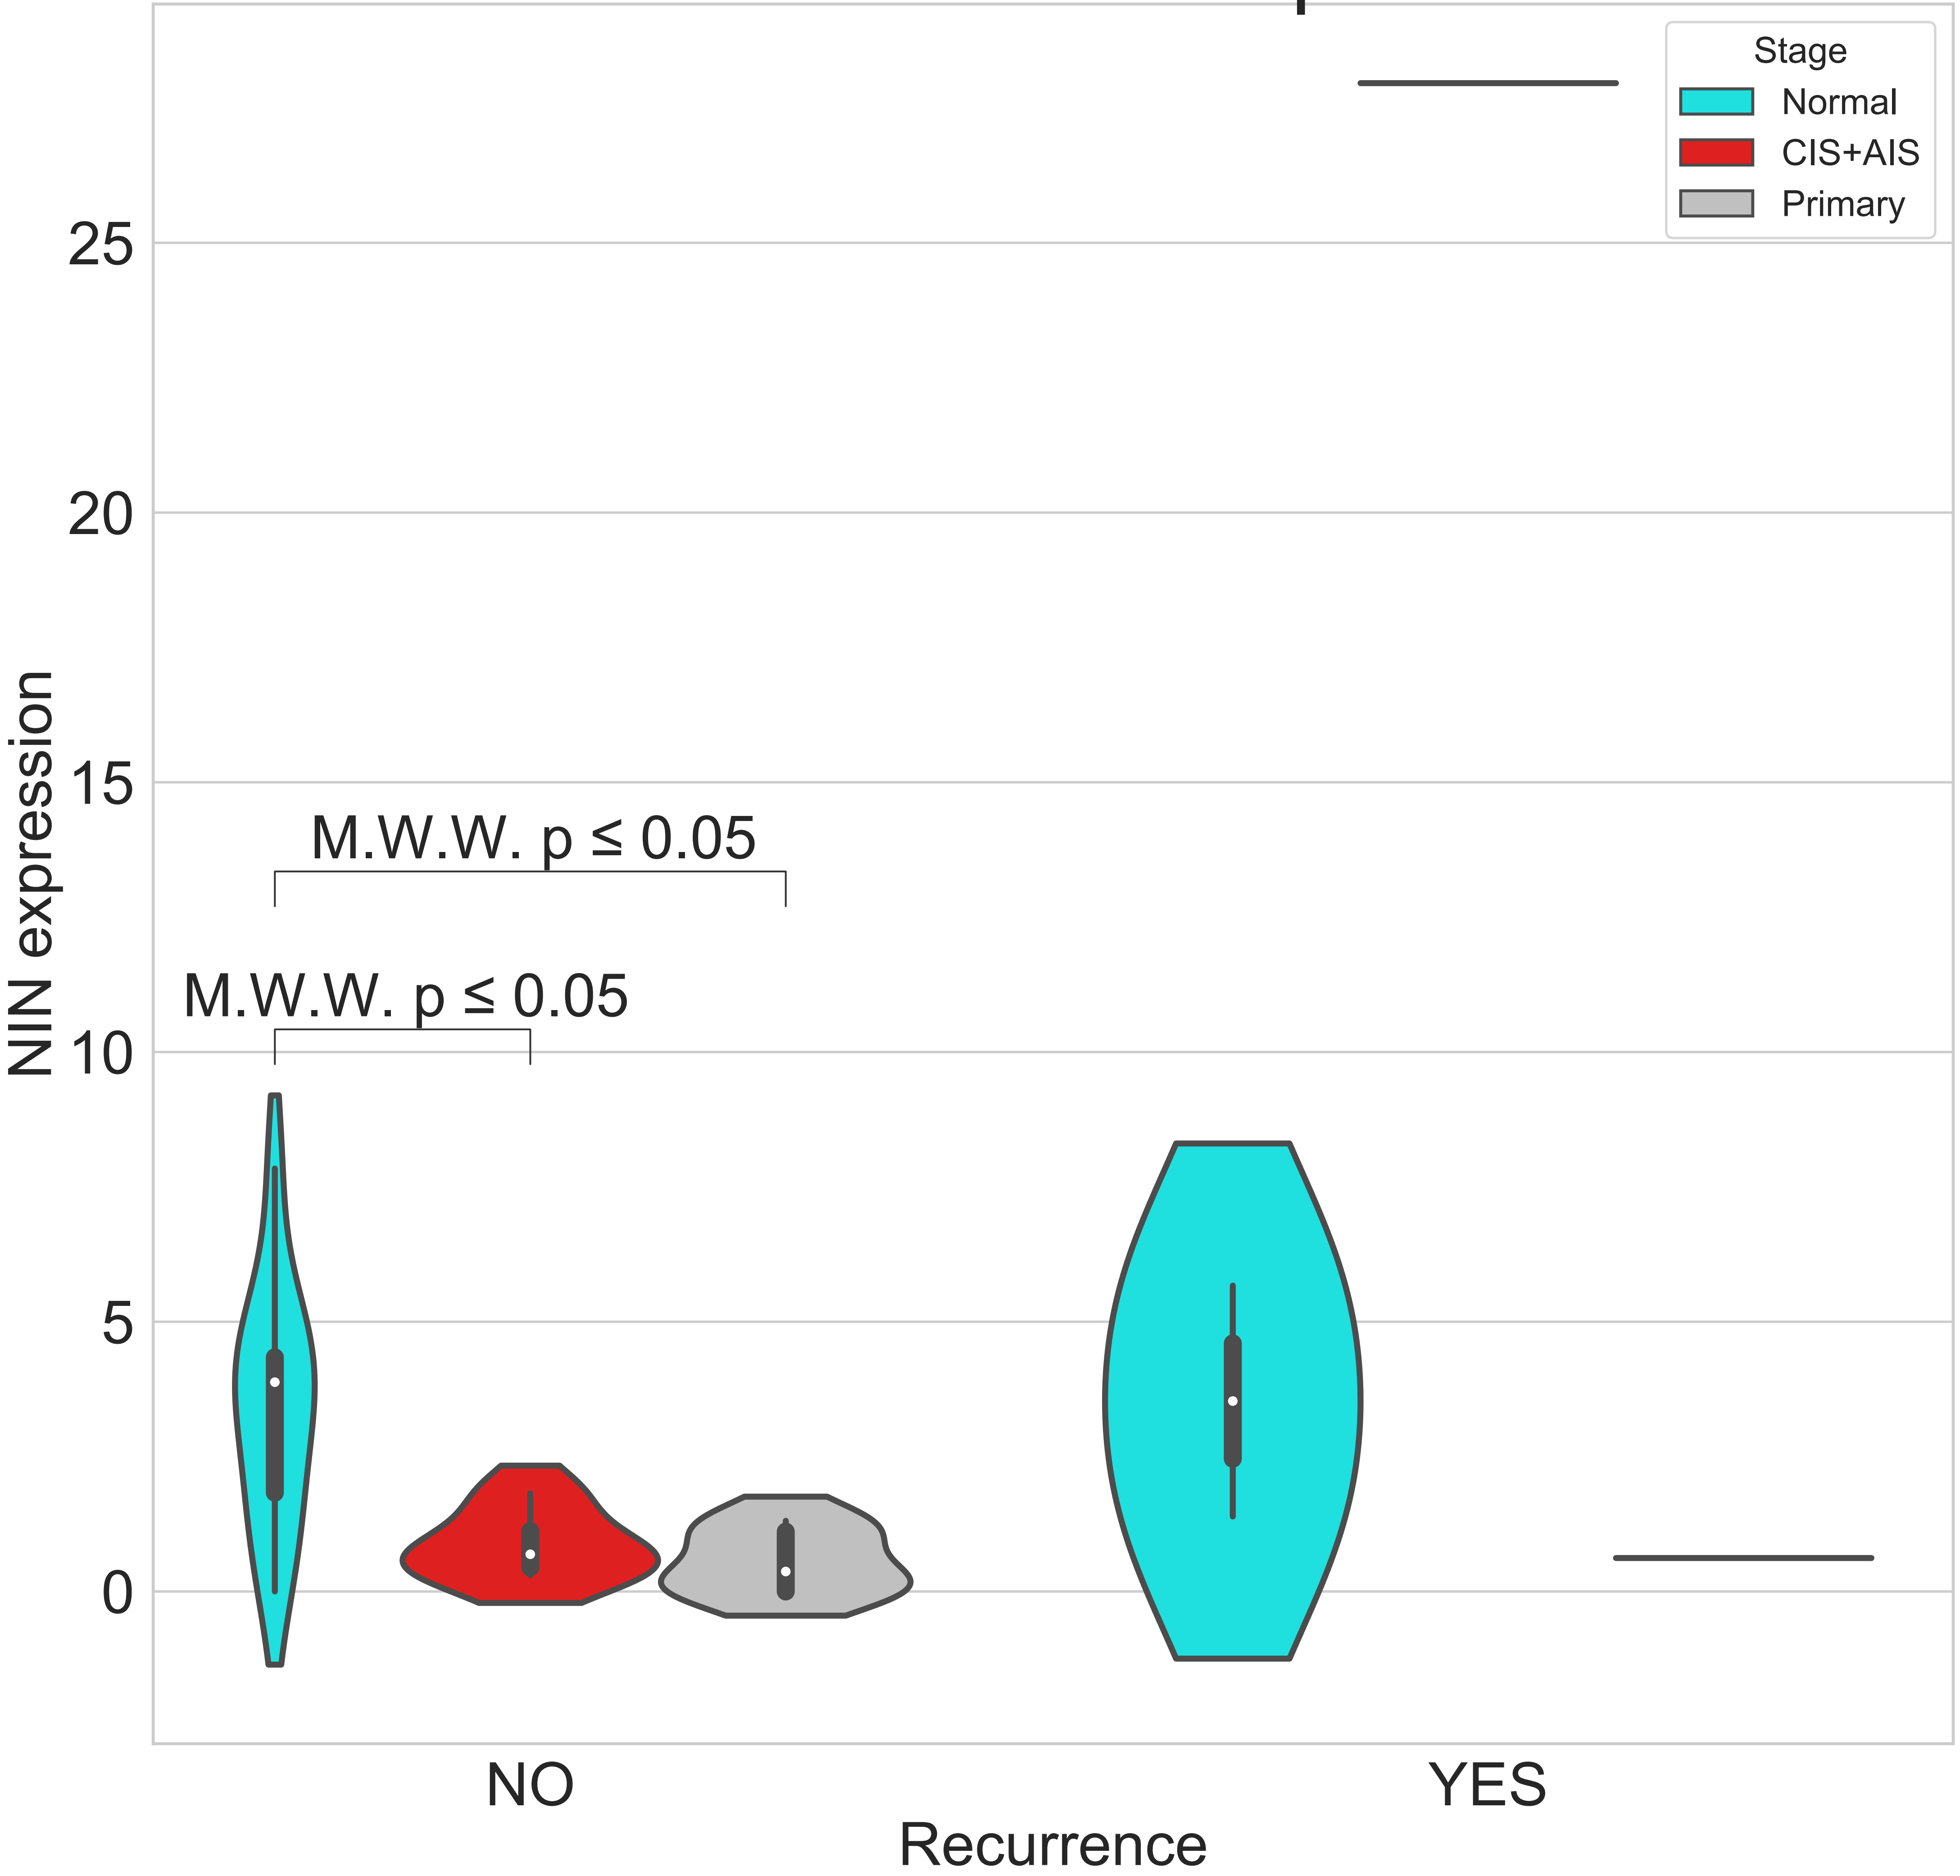 Stage
Normal
CIS+AIS
Primary
25
20
15
10
5
0
NIN expression
M.W.W. p ≤ 0.05
M.W.W. p ≤ 0.05
NO
YES
Recurrence